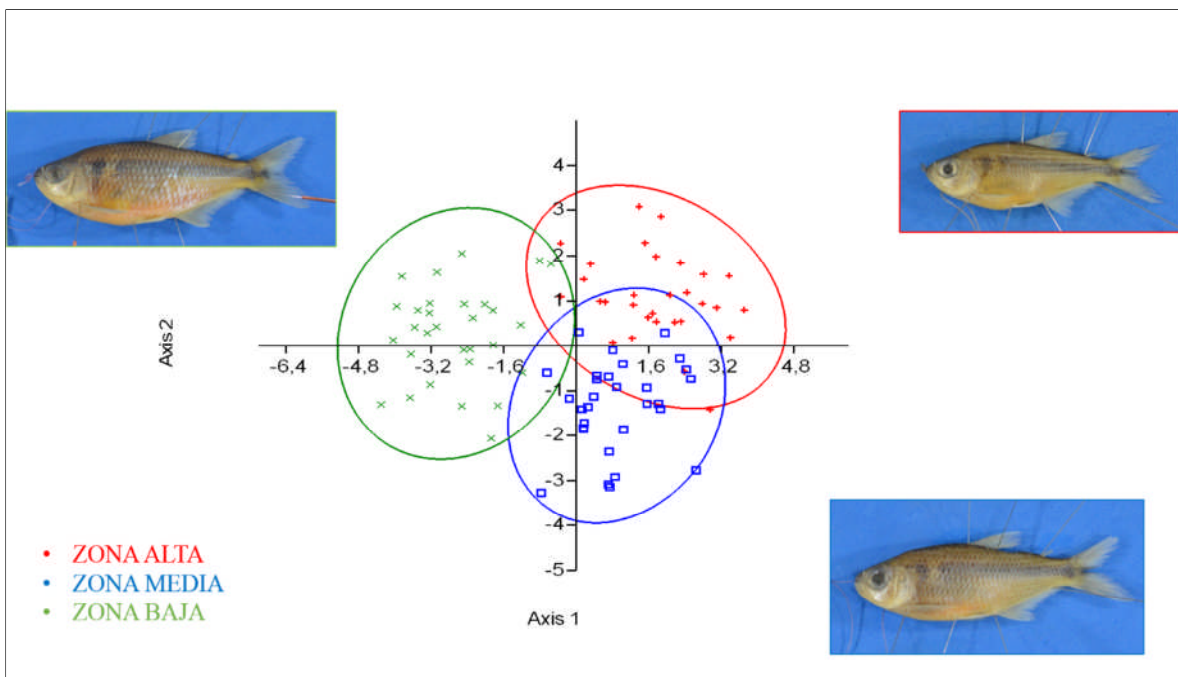 4
3
2
1
-6,4 -4,8 -3,2 -1,6 1,6 3,2 4,8
-1
-2
-3
-4
-5
Axis 2
Axis 1
• ZONA ALTA
• ZONA MEDIA
• ZONA BAJA